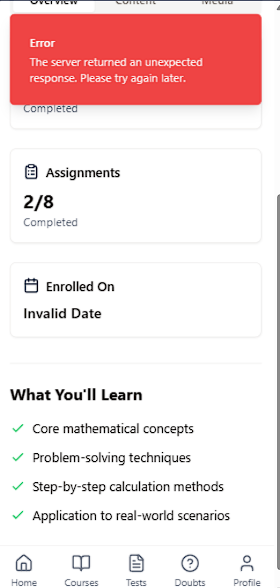 Overview Content Media
Error
The server returned an unexpected
response. Please try again later.
Completed
Assignments
2/8
Completed
Enrolled On
Invalid Date
What You'll Learn
Core mathematical concepts
Problem-solving techniques
Step-by-step calculation methods
Application to real-world scenarios
Home Courses Tests Doubts Profile